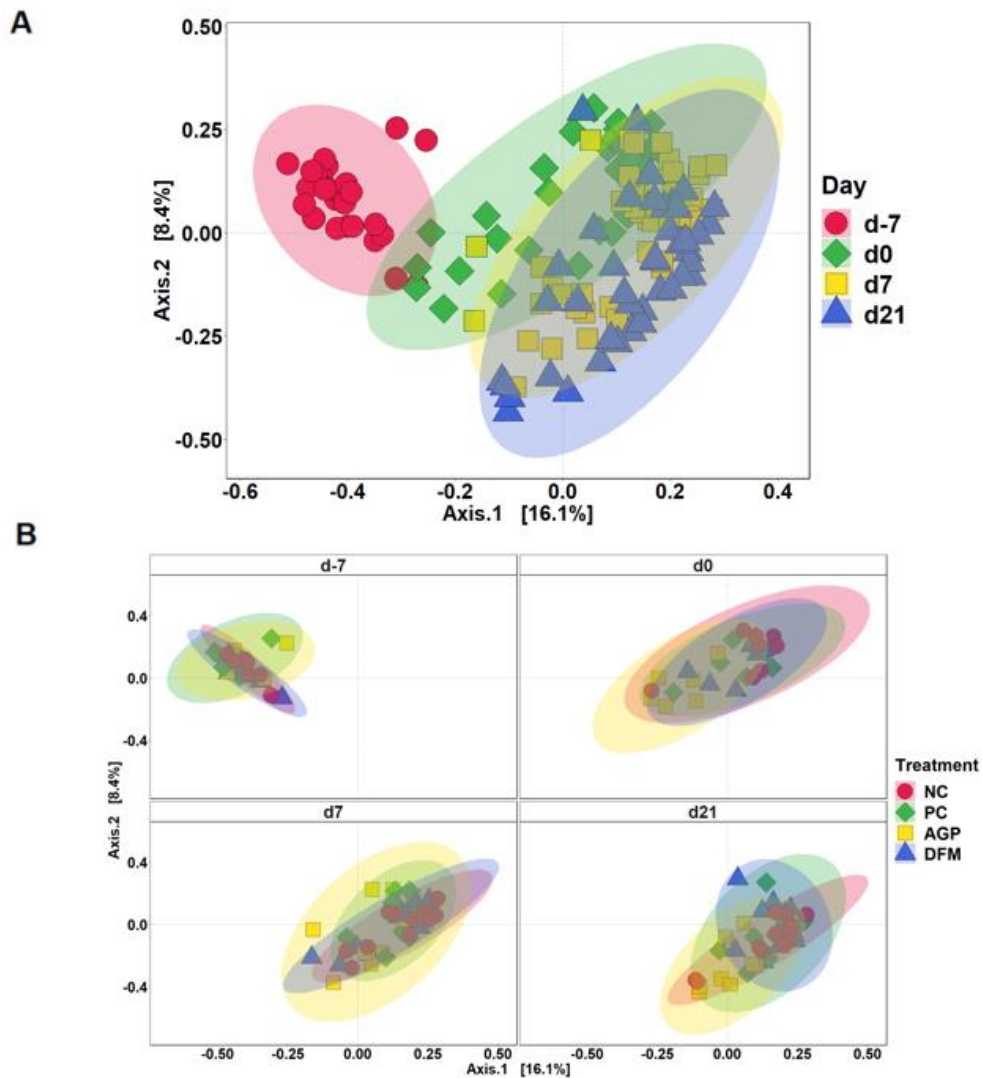 A
0.50
0.25
0.00
-0.25
-0.50
Axis.2 [8.4%]
-0.6 -0.4 -0.2 0.0 0.2 0.4
Axis.1 [16.1%]
Day
d-7
d0
d7
d21
B
d-7 d0
0.4
0.0
-0.4
d7 d21
0.4
0.0
-0.4
Axis.2 [8.4%]
-0.50 -0.25 0.00 0.25 0.50 -0.50 -0.25 0.00 0.25 0.50
Axis.1 [16.1%]
Treatment
NC
PC
AGP
DFM